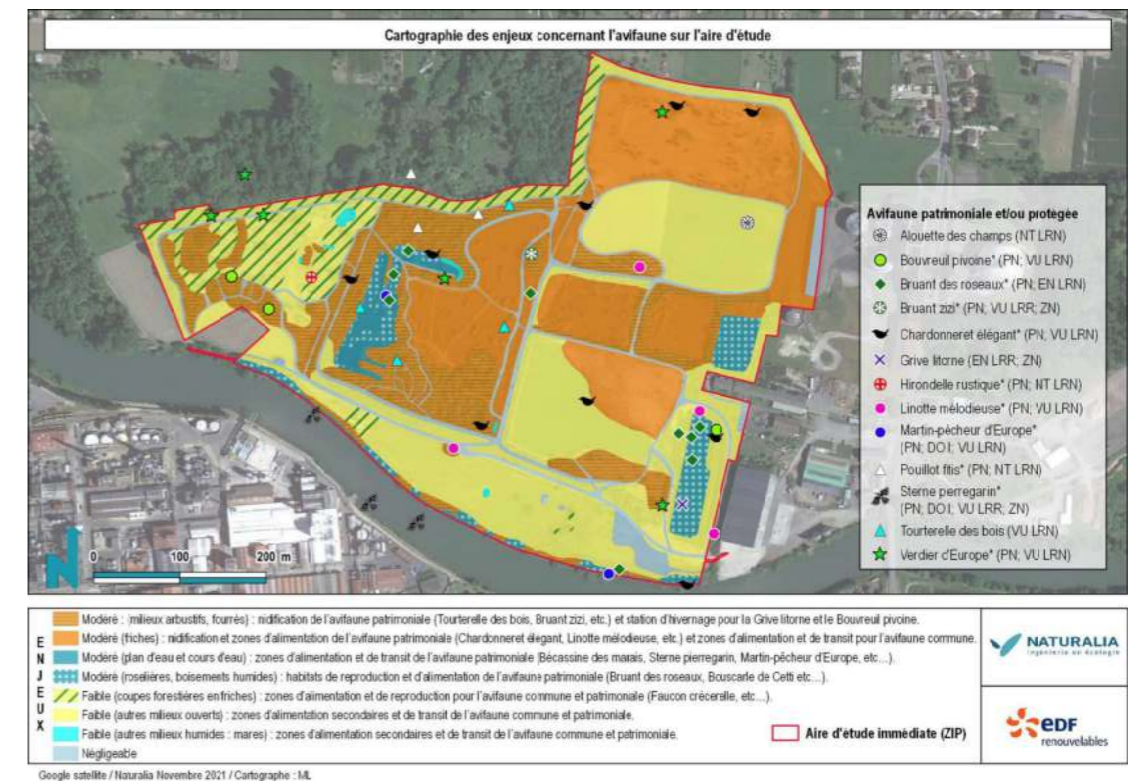 Cartographie des enjeux concernant l'avifaune sur l'aire d'étude
Avifaune patrimoniale et/ou protégée
Alouette des champs (NT LRN)
Bouvreuil pivoine* (PN; VU LRN)
Bruant des roseaux* (PN; EN LRN)
Bruant zizi* (PN; VU LRR; ZN)
Chardonneret élégant* (PN; VU LRN)
Grive litorne (EN LRR; ZN)
Hirondelle rustique* (PN; NT LRN)
Linotte mélodieuse* (PN; VU LRN)
Martin-pêcheur d'Europe*
(PN; DOI; VU LRN)
Pouillot fitis* (PN; NT LRN)
Sterne pierregarin*
(PN; DOI; VU LRR; ZN)
Tourterelle des bois (VU LRN)
Verdier d'Europe* (PN; VU LRN)
0 100 200 m
N
ENJEUX
Modéré : (milieux arbustifs, fourrés) : nidification de l'avifaune patrimoniale (Tourterelle des bois, Bruant zizi, etc.) et station d'hivernage pour la Grive litorne et le Bouvreuil pivoine.
Modéré (friches) : nidification et zones d'alimentation de l'avifaune patrimoniale (Chardonneret élegant, Linotte mélodieuse, etc.) et zones d'alimentation et de transit pour l'avifaune commune.
Modéré (plan d'eau et cours d'eau) : zones d'alimentation et de transit de l'avifaune patrimoniale (Bécassine des marais, Sterne pierregarin, Martin-pêcheur d'Europe, etc...).
Modéré (roselières, boisements humides) : habitats de reproduction et d'alimentation de l'avifaune patrimoniale (Bruant des roseaux, Bouscarle de Cetti etc...).
Faible (coupes forestières enfriches) : zones d'alimentation et de reproduction pour l'avifaune commune et patrimoniale (Faucon crécerelle, etc...).
Faible (autres milieux ouverts) : zones d'alimentation secondaires et de transit de l'avifaune commune et patrimoniale.
Faible (autres milieux humides : mares) : zones d'alimentation secondaires et de transit de l'avifaune commune et patrimoniale.
Négligeable
Aire d'étude immédiate (ZIP)
NATURALIA
Ingénierie en écologie
EDF
renouvelables
Google satellite / Naturalia Novembre 2021 / Cartographe : ML